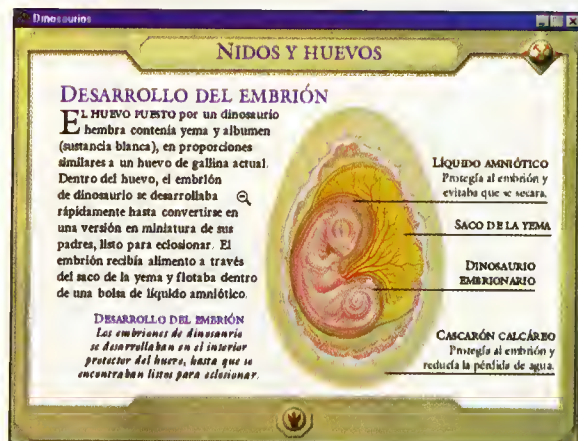 Dinosaurios
NIDOS Y HUEVOS
DESARROLLO DEL EMBRIÓN
EL HUEVO PUESTO por un dinosaurio
hembra contenía yema y albumen
(sustancia blanca), en proporciones
similares a un huevo de gallina actual.
Dentro del huevo, el embrión
de dinosaurio se desarrollaba
rápidamente hasta convertirse en
una versión en miniatura de sus
padres, listo para eclosionar. El
embrión recibía alimento a través
del saco de la yema y flotaba dentro
de una bolsa de líquido amniótico.
DESARROLLO DEL EMBRIÓN
Los embriones de dinosaurio
se desarrollaban en el interior
protector del huevo, hasta que se
encontraban listos para eclosionar.
LÍQUIDO AMNIÓTICO
Protegía al embrión y
evitaba que se secara.
SACO DE LA YEMA
DINOSAURIO
EMBRIONARIO
CASCARÓN CALCÁREO
Protegía al embrión y
reducía la pérdida de agua.